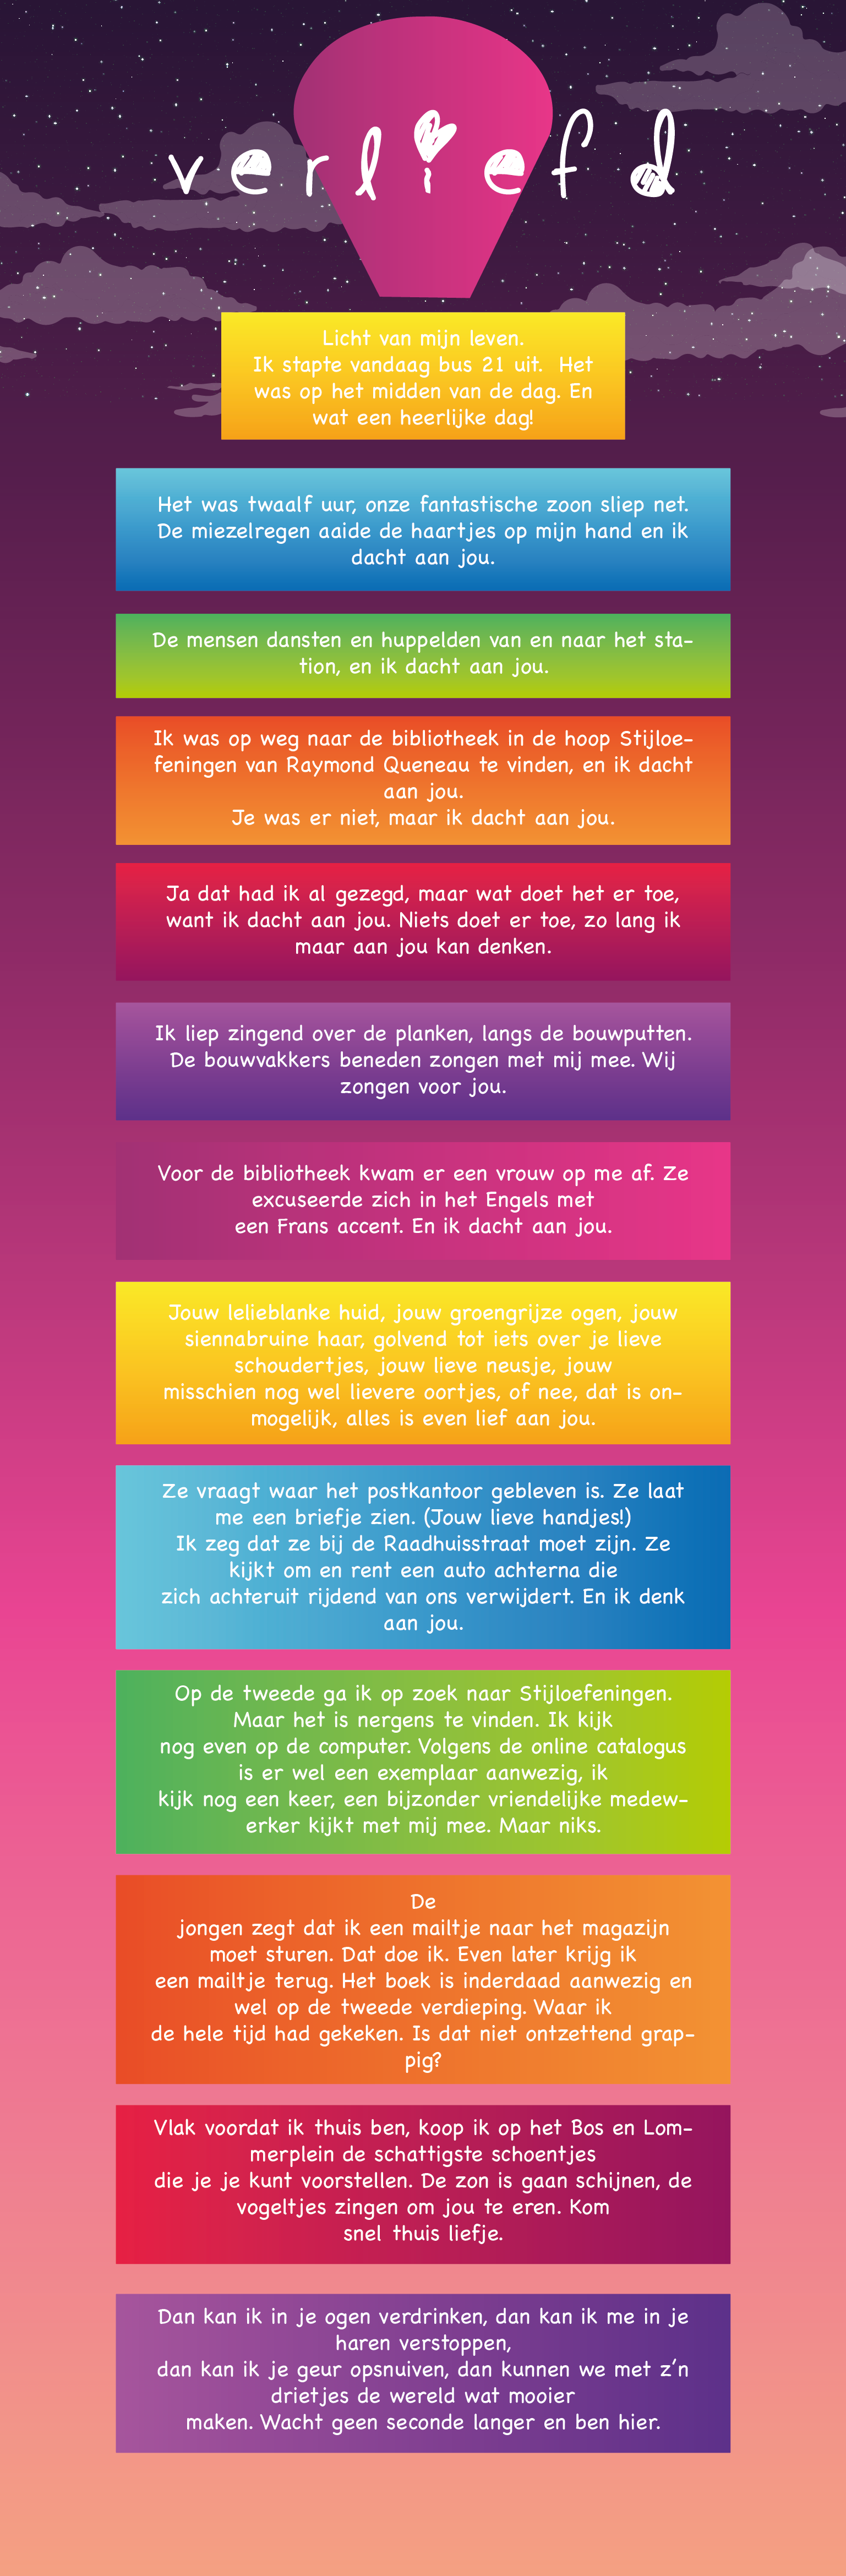 verliefd
Licht van mijn leven.
Ik stapte vandaag bus 21 uit. Het
was op het midden van de dag. En
wat een heerlijke dag!
Het was twaalf uur, onze fantastische zoon sliep net.
De miezelregen aaide de haartjes op mijn hand en ik
dacht aan jou.
De mensen dansten en huppelden van en naar het sta-
tion, en ik dacht aan jou.
Ik was op weg naar de bibliotheek in de hoop Stijloe-
feningen van Raymond Queneau te vinden, en ik dacht
aan jou.
Je was er niet, maar ik dacht aan jou.
Ja dat had ik al gezegd, maar wat doet het er toe,
want ik dacht aan jou. Niets doet er toe, zo lang ik
maar aan jou kan denken.
Ik liep zingend over de planken, langs de bouwputten.
De bouwvakkers beneden zongen met mij mee. Wij
zongen voor jou.
Voor de bibliotheek kwam er een vrouw op me af. Ze
excuseerde zich in het Engels met
een Frans accent. En ik dacht aan jou.
Jouw lelieblanke huid, jouw groengrijze ogen, jouw
siennabruine haar, golvend tot iets over je lieve
schoudertjes, jouw lieve neusje, jouw
misschien nog wel lievere oortjes, of nee, dat is on-
mogelijk, alles is even lief aan jou.
Ze vraagt waar het postkantoor gebleven is. Ze laat
me een briefje zien. (Jouw lieve handjes!)
Ik zeg dat ze bij de Raadhuisstraat moet zijn. Ze
kijkt om en rent een auto achterna die
zich achteruit rijdend van ons verwijdert. En ik denk
aan jou.
Op de tweede ga ik op zoek naar Stijloefeningen.
Maar het is nergens te vinden. Ik kijk
nog even op de computer. Volgens de online catalogus
is er wel een exemplaar aanwezig, ik
kijk nog een keer, een bijzonder vriendelijke medew-
erker kijkt met mij mee. Maar niks.
De
jongen zegt dat ik een mailtje naar het magazijn
moet sturen. Dat doe ik. Even later krijg ik
een mailtje terug. Het boek is inderdaad aanwezig en
wel op de tweede verdieping. Waar ik
de hele tijd had gekeken. Is dat niet ontzettend grap-
pig?
Vlak voordat ik thuis ben, koop ik op het Bos en Lom-
merplein de schattigste schoentjes
die je je kunt voorstellen. De zon is gaan schijnen, de
vogeltjes zingen om jou te eren. Kom
snel thuis liefje.
Dan kan ik in je ogen verdrinken, dan kan ik me in je
haren verstoppen,
dan kan ik je geur opsnuiven, dan kunnen we met z'n
drietjes de wereld wat mooier
maken. Wacht geen seconde langer en ben hier.